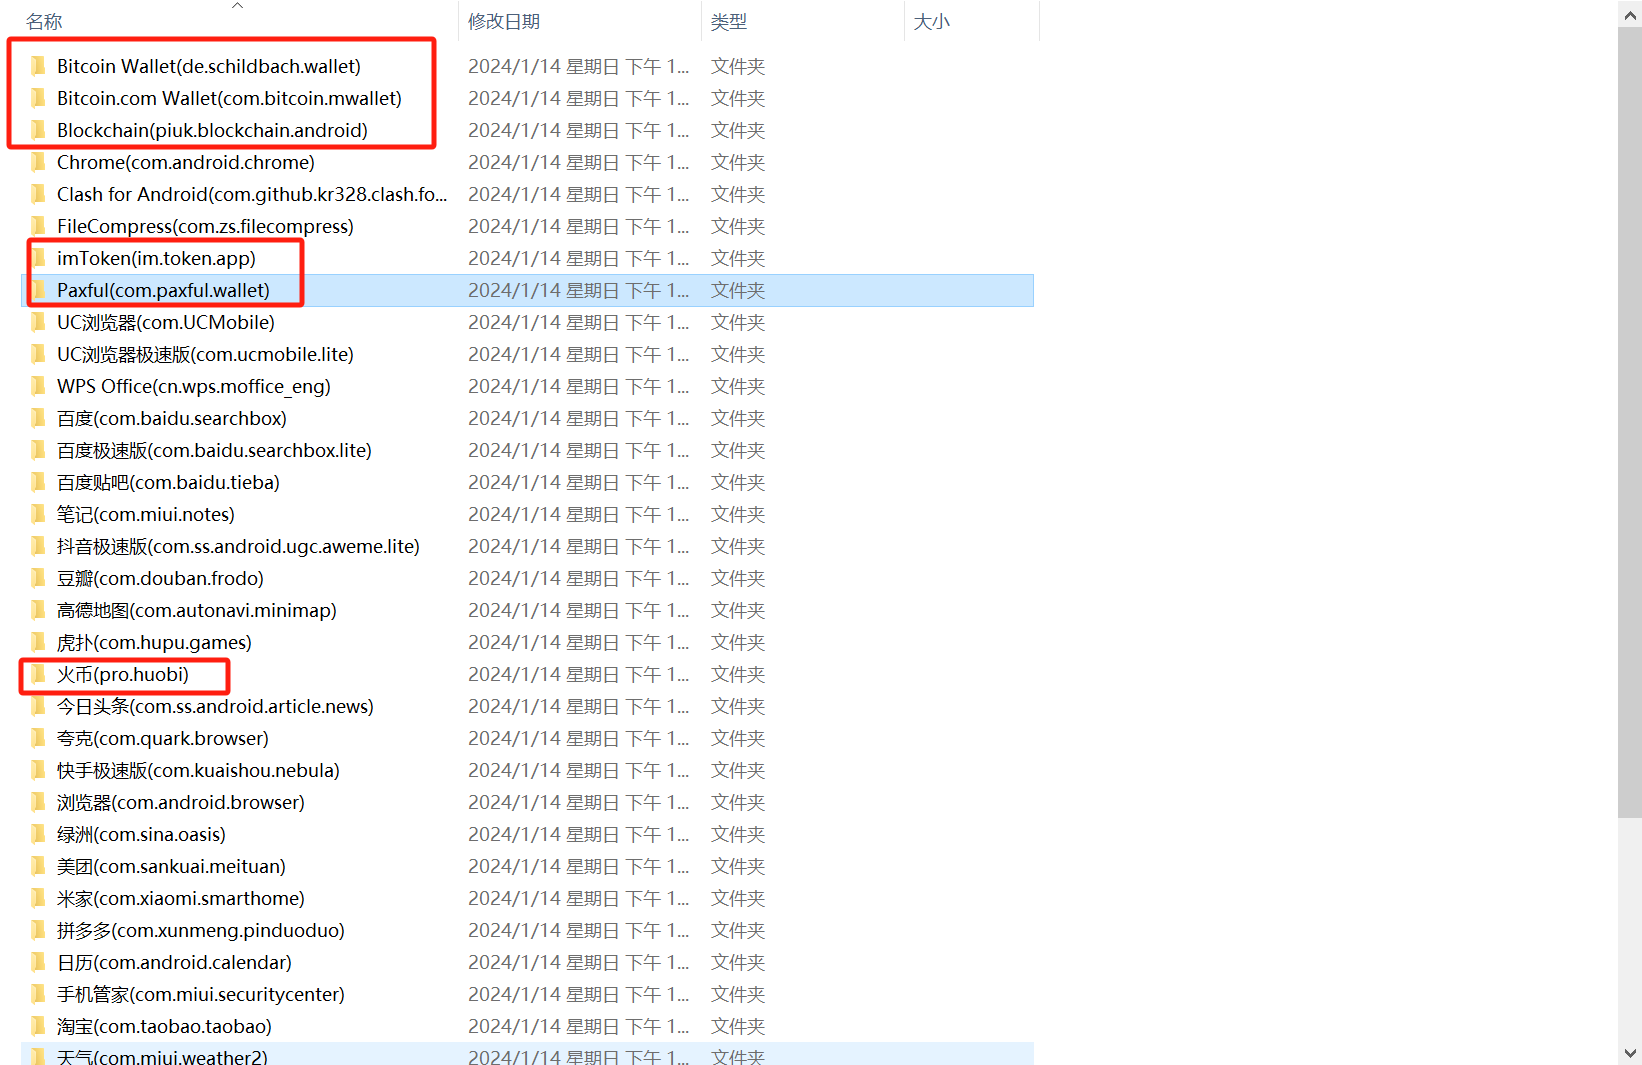 名称 修改日期 类型 大小
Bitcoin Wallet(de.schildbach.wallet) 2024/1/14 星期日 下午 1... 文件夹
Bitcoin.com Wallet(com.bitcoin.mwallet) 2024/1/14 星期日 下午 1... 文件夹
Blockchain(piuk.blockchain.android) 2024/1/14 星期日 下午 1... 文件夹
Chrome(com.android.chrome) 2024/1/14 星期日 下午 1... 文件夹
Clash for Android(com.github.kr328.clash.fo... 2024/1/14 星期日 下午 1... 文件夹
FileCompress(com.zs.filecompress) 2024/1/14 星期日 下午 1... 文件夹
imToken(im.token.app) 2024/1/14 星期日 下午 1... 文件夹
Paxful(com.paxful.wallet) 2024/1/14 星期日 下午 1... 文件夹
UC浏览器(com.UCMobile) 2024/1/14 星期日 下午 1... 文件夹
UC浏览器极速版(com.ucmobile.lite) 2024/1/14 星期日 下午 1... 文件夹
WPS Office(cn.wps.moffice_eng) 2024/1/14 星期日 下午 1... 文件夹
百度(com.baidu.searchbox) 2024/1/14 星期日 下午 1... 文件夹
百度极速版(com.baidu.searchbox.lite) 2024/1/14 星期日 下午 1... 文件夹
百度贴吧(com.baidu.tieba) 2024/1/14 星期日 下午 1... 文件夹
笔记(com.miui.notes) 2024/1/14 星期日 下午 1... 文件夹
抖音极速版(com.ss.android.ugc.aweme.lite) 2024/1/14 星期日 下午 1... 文件夹
豆瓣(com.douban.frodo) 2024/1/14 星期日 下午 1... 文件夹
高德地图(com.autonavi.minimap) 2024/1/14 星期日 下午 1... 文件夹
虎扑(com.hupu.games) 2024/1/14 星期日 下午 1... 文件夹
火币(pro.huobi) 2024/1/14 星期日 下午 1... 文件夹
今日头条(com.ss.android.article.news) 2024/1/14 星期日 下午 1... 文件夹
夸克(com.quark.browser) 2024/1/14 星期日 下午 1... 文件夹
快手极速版(com.kuaishou.nebula) 2024/1/14 星期日 下午 1... 文件夹
浏览器(com.android.browser) 2024/1/14 星期日 下午 1... 文件夹
绿洲(com.sina.oasis) 2024/1/14 星期日 下午 1... 文件夹
美团(com.sankuai.meituan) 2024/1/14 星期日 下午 1... 文件夹
米家(com.xiaomi.smarthome) 2024/1/14 星期日 下午 1... 文件夹
拼多多(com.xunmeng.pinduoduo) 2024/1/14 星期日 下午 1... 文件夹
日历(com.android.calendar) 2024/1/14 星期日 下午 1... 文件夹
手机管家(com.miui.securitycenter) 2024/1/14 星期日 下午 1... 文件夹
淘宝(com.taobao.taobao) 2024/1/14 星期日 下午 1... 文件夹
天气(com.miui.weather2) 2024/1/14 星期日 下午 1... 文件夹